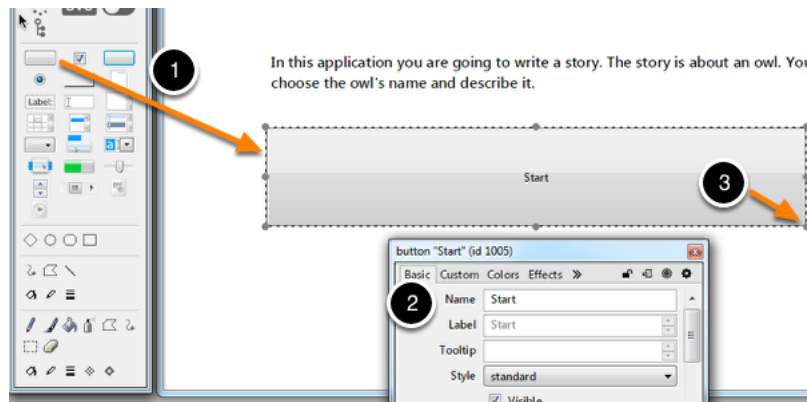 1
In this application you are going to write a story. The story is about an owl. You
choose the owl's name and describe it.
Label:
Start
3
button "Start" (id 1005)
Basic Custom Colors Effects
2
Name Start
Label Start
Tooltip
Style standard
Visible